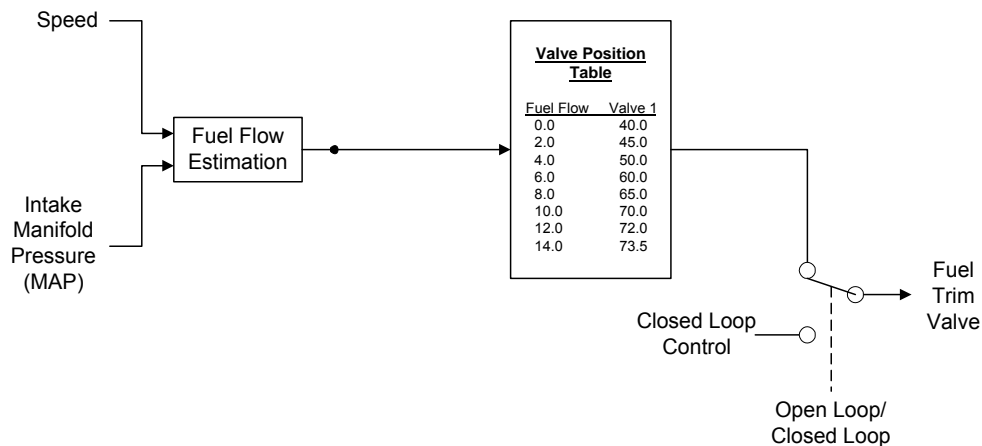 Speed
Fuel Flow
Estimation
Intake
Manifold
Pressure
(MAP)
Valve Position
Table
Fuel Flow Valve 1
0.0 40.0
2.0 45.0
4.0 50.0
6.0 60.0
8.0 65.0
10.0 70.0
12.0 72.0
14.0 73.5
Fuel
Trim
Valve
Closed Loop
Control
Open Loop/
Closed Loop